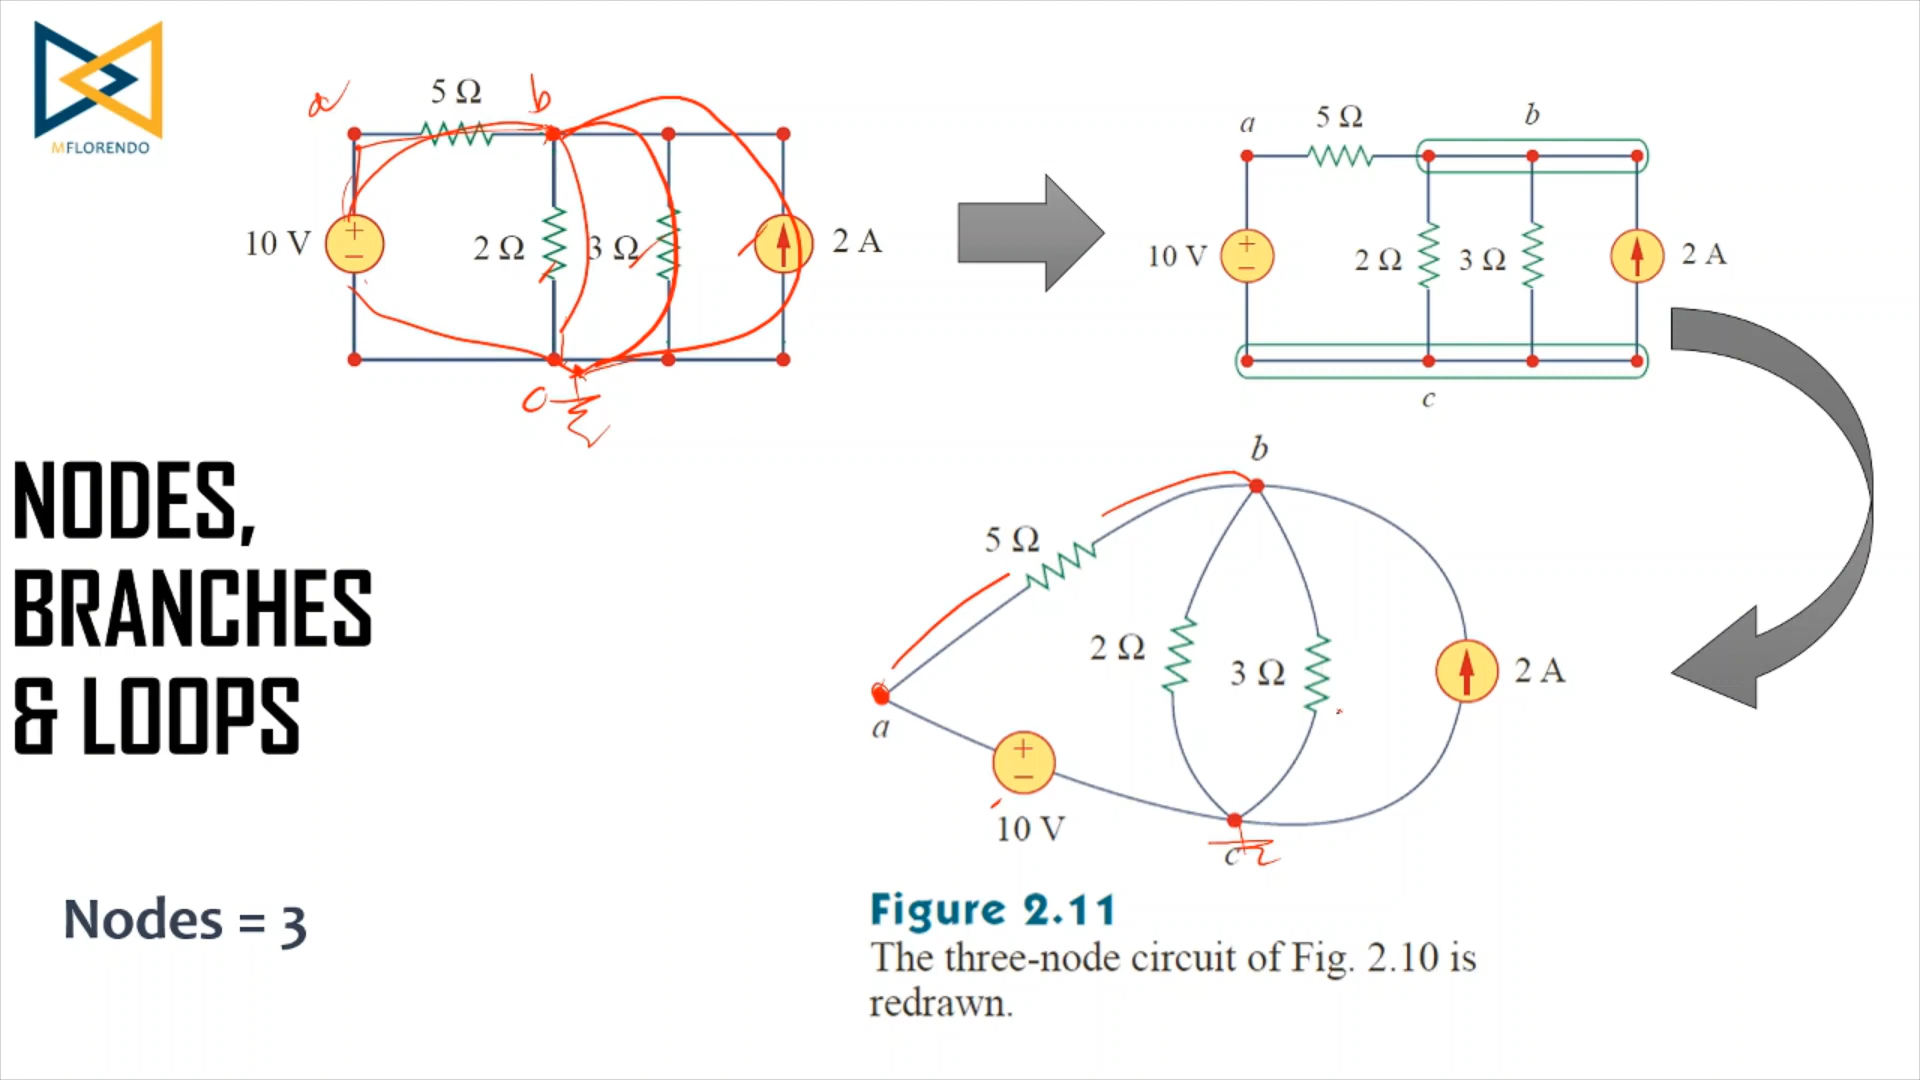 MFLORENDO
a
5 Ω
b
10 V
+
−
2 Ω
3 Ω
2 A
a
5 Ω
b
10 V
+
−
2 Ω
3 Ω
2 A
c
NODES,
BRANCHES
& LOOPS
b
5 Ω
2 Ω
3 Ω
2 A
a
+
−
10 V
c
Nodes = 3
Figure 2.11
The three-node circuit of Fig. 2.10 is
redrawn.